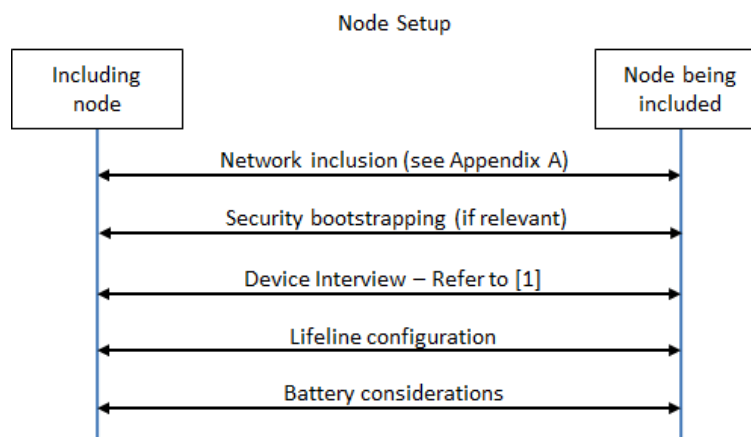 Node Setup
Including
node
Node being
included
Network inclusion (see Appendix A)
Security bootstrapping (if relevant)
Device Interview – Refer to [1]
Lifeline configuration
Battery considerations